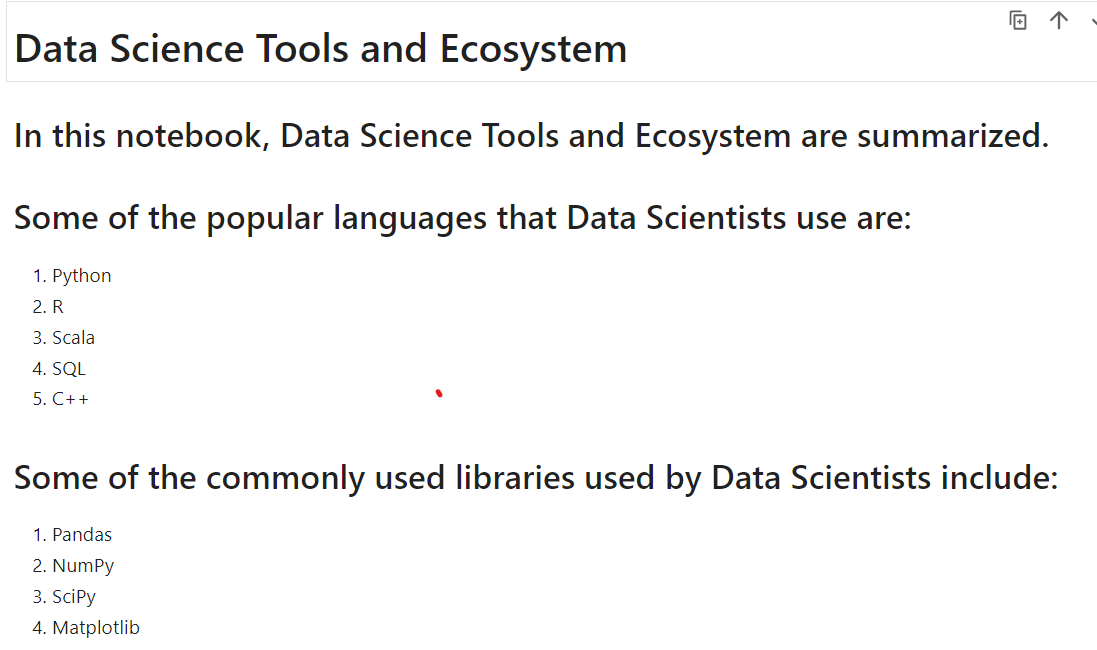 Data Science Tools and Ecosystem
In this notebook, Data Science Tools and Ecosystem are summarized.
Some of the popular languages that Data Scientists use are:
1. Python
2. R
3. Scala
4. SQL
5. C++
Some of the commonly used libraries used by Data Scientists include:
1. Pandas
2. NumPy
3. SciPy
4. Matplotlib